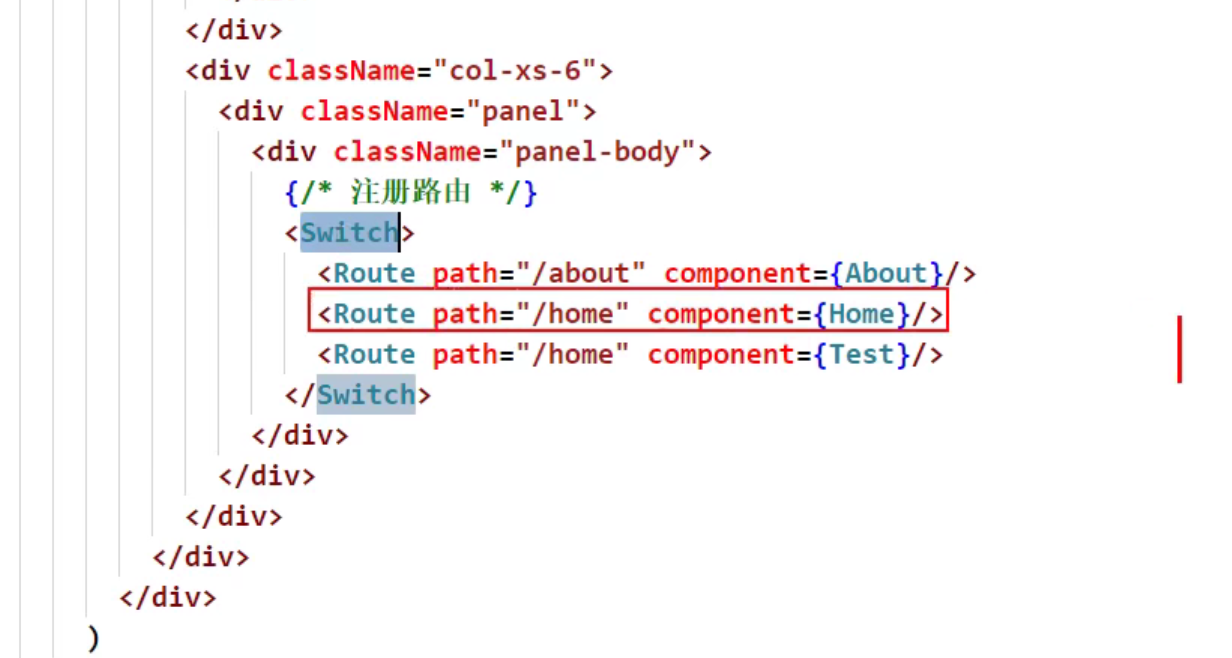 </div>
<div className="col-xs-6">
<div className="panel">
<div className="panel-body">
{/* 注册路由 */}
<Switch>
<Route path="/about" component={About}/>
<Route path="/home" component={Home}/>
<Route path="/home" component={Test}/>
</Switch>
</div>
</div>
</div>
</div>
</div>
)